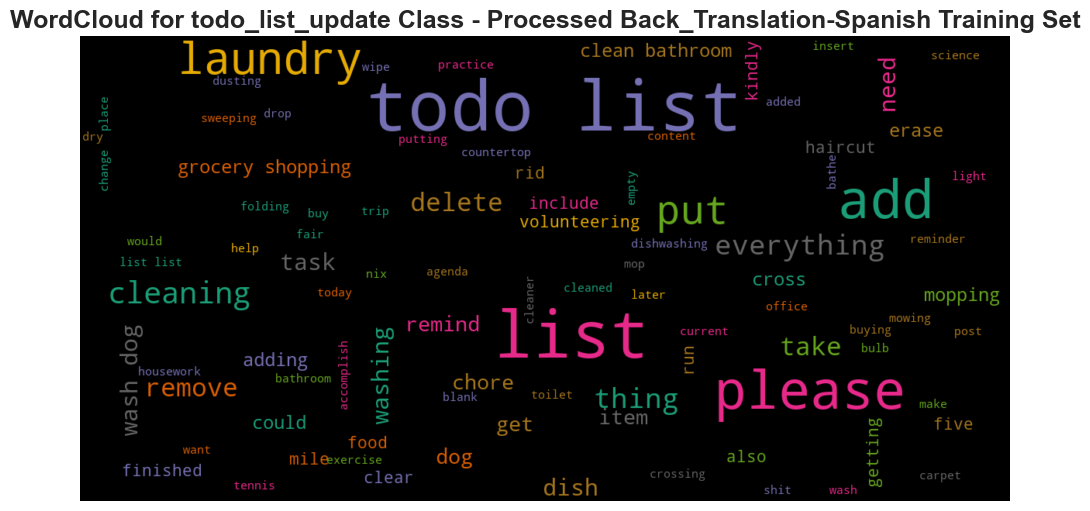 WordCloud for todo_list_update Class - Processed Back_Translation-Spanish Training Set
laundry
wipe
practice
clean bathroom
kindly
insert
science
dusting
todo list
need
added
place
sweeping
drop
putting
content
erase
dry
countertop
haircut
change
grocery shopping
rid
bathe
light
delete
include
empty
put
add
folding
buy
trip
volunteering
fair
would
help
dishwashing
everything
reminder
list list
task
nix
agenda
mop
cross
cleaning
today
cleaner
cleaned
later
office
mopping
remind
list
current
mowing
buying
post
wash dog
washing
take
bulb
adding
run
housework
bathroom
accomplish
remove
chore
blank
toilet
thing
please
make
could
get
item
five
food
getting
want
mile
exercise
dog
also
finished
clear
crossing
carpet
tennis
dish
shit
wash